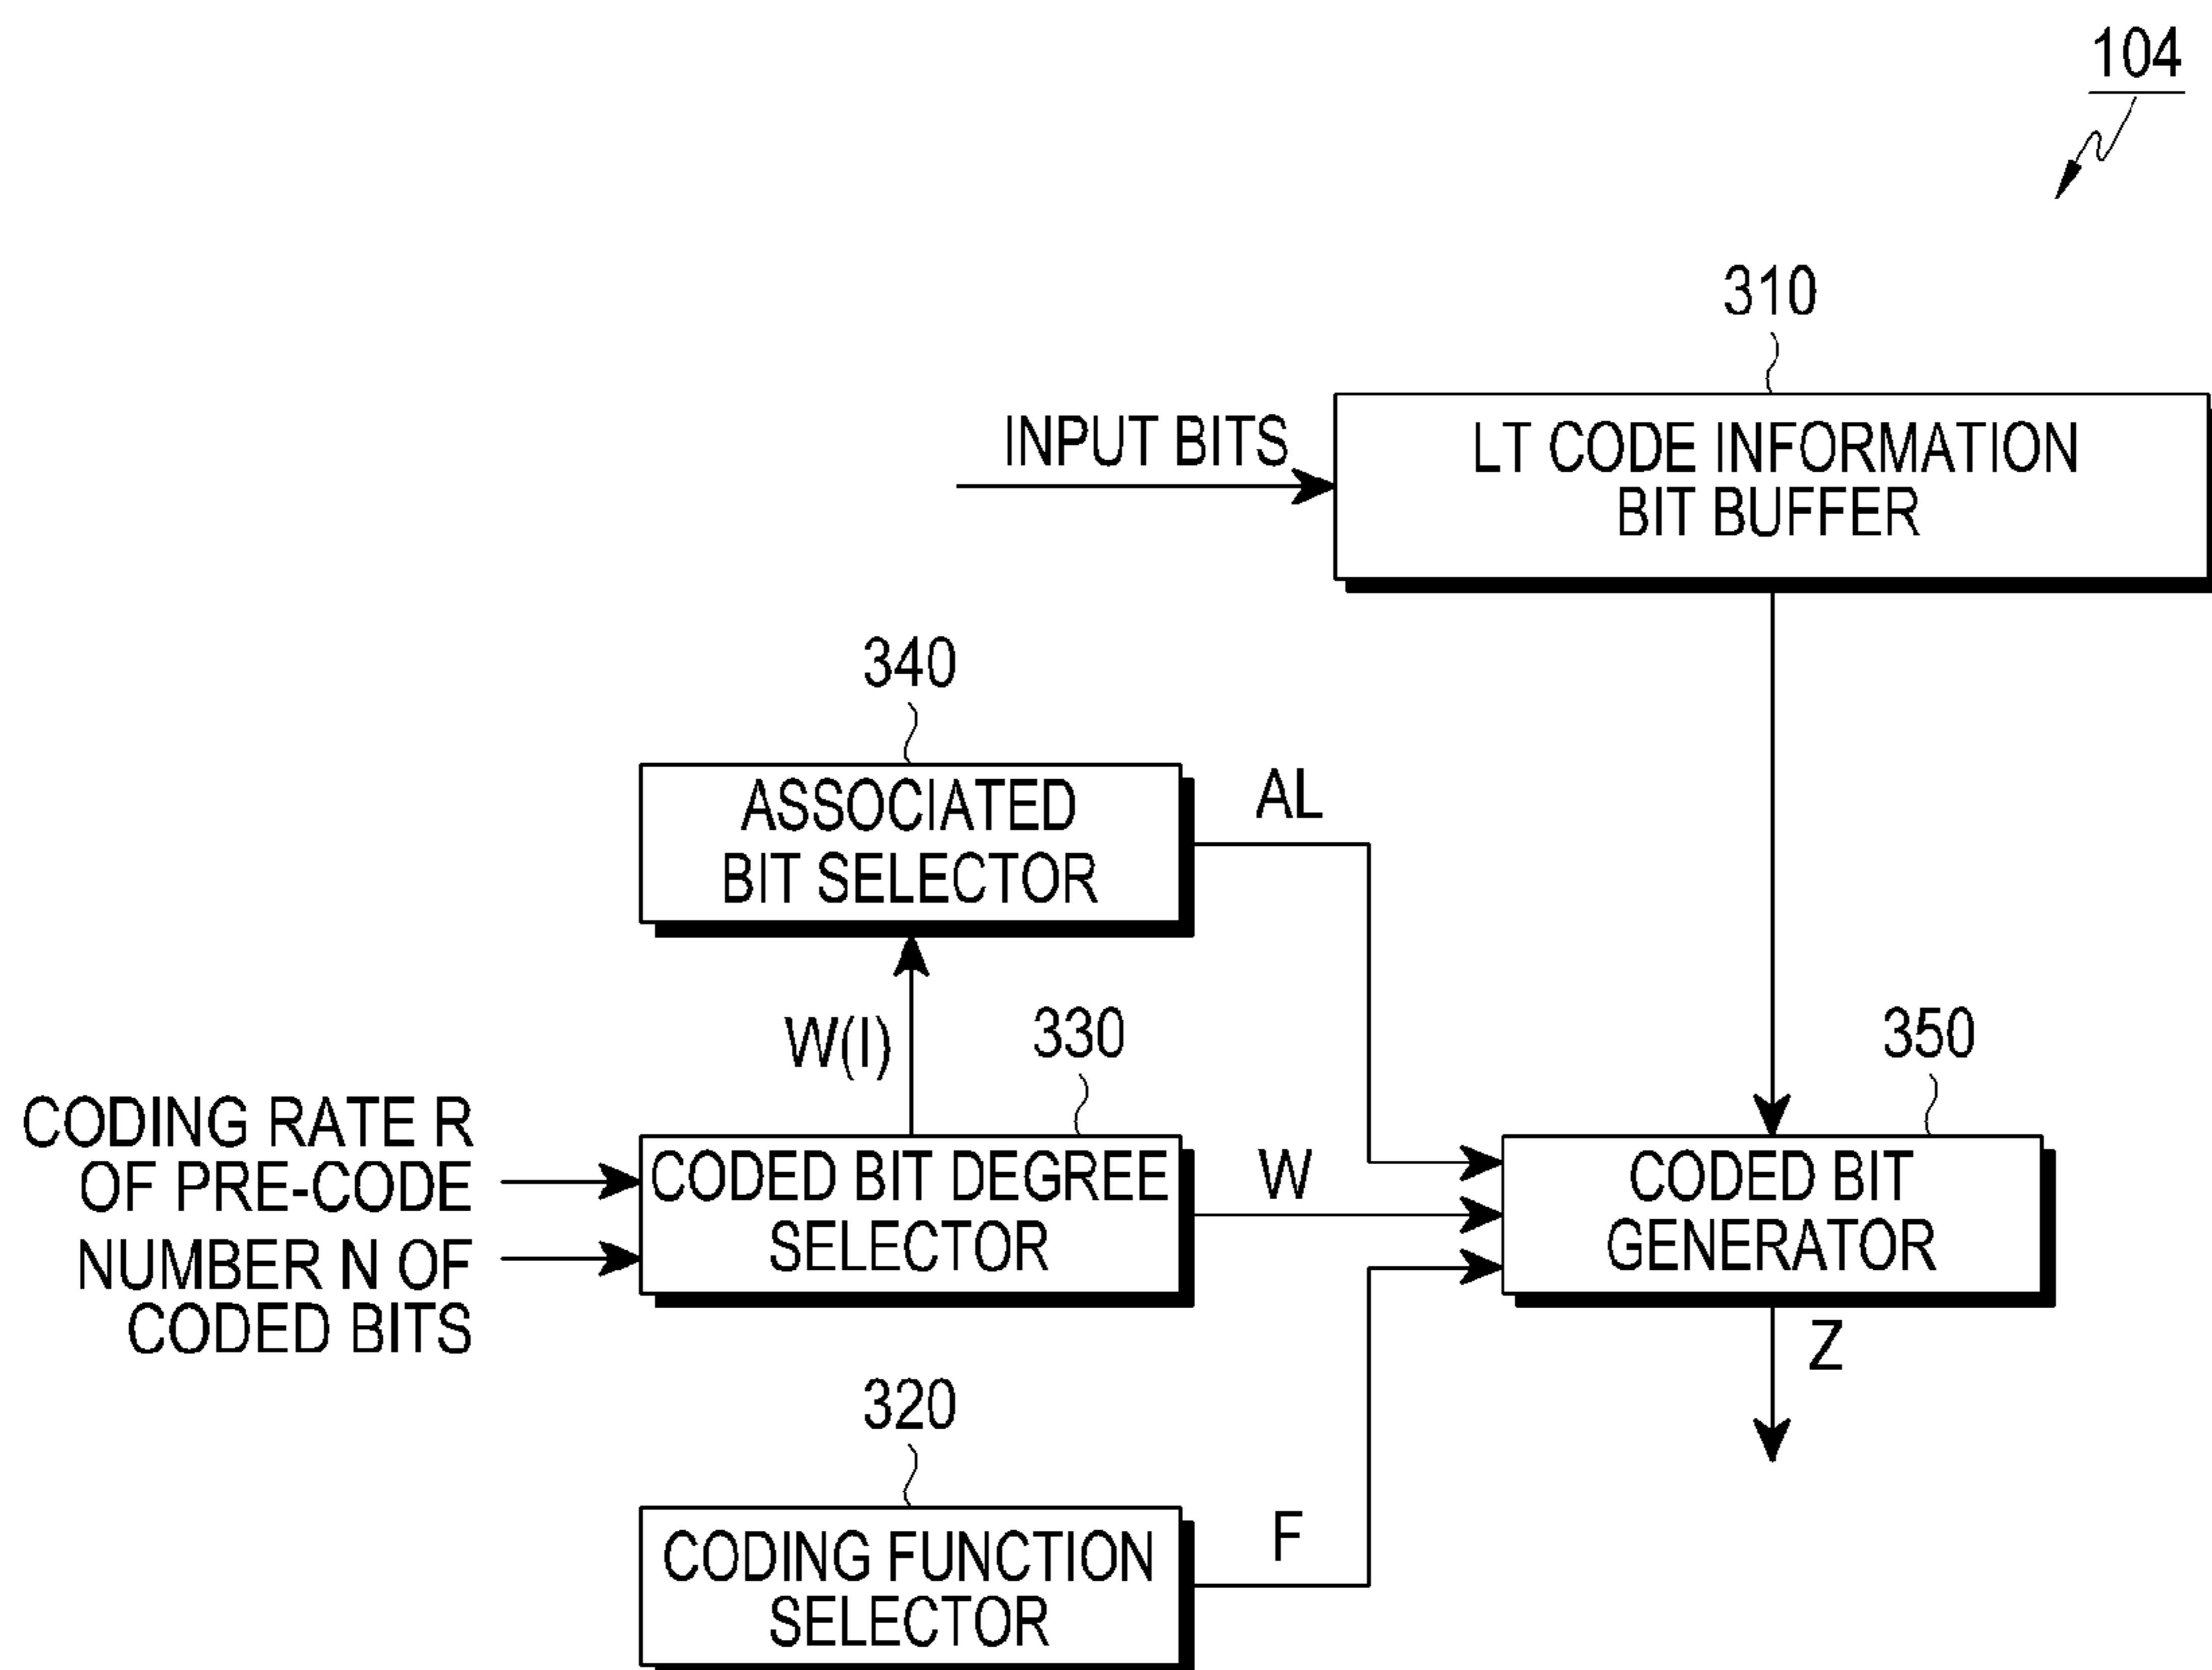 104
310
INPUT BITS
LT CODE INFORMATION
BIT BUFFER
340
ASSOCIATED
BIT SELECTOR
AL
W(I)
330
350
CODING RATE R
OF PRE-CODE
NUMBER N OF
CODED BITS
CODED BIT DEGREE
SELECTOR
W
CODED BIT
GENERATOR
Z
320
CODING FUNCTION
SELECTOR
F